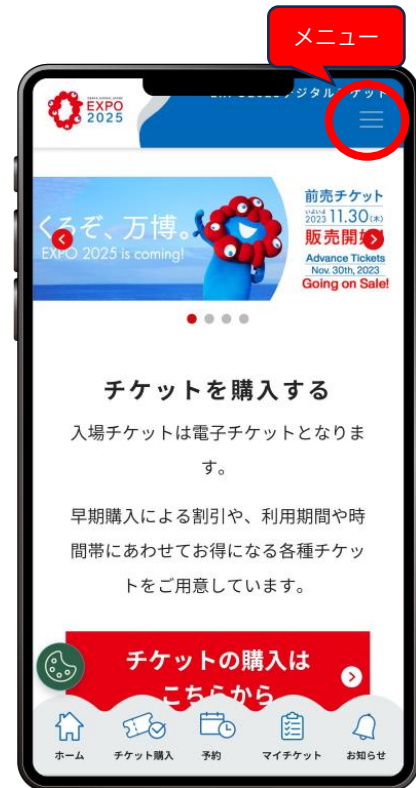 メニュー
EXPO
2025
デジタルチケット
くるぞ、万博。
EXPO 2025 is coming!
前売チケット
いよいよ
2023 11.30(木)
販売開始
Advance Tickets
Nov. 30th, 2023
Going on Sale!
チケットを購入する
入場チケットは電子チケットとなりま
す。
早期購入による割引や、利用期間や時
間帯にあわせてお得になる各種チケッ
トをご用意しています。
チケットの購入は
こちらから
ホーム
チケット購入
予約
マイチケット
お知らせ